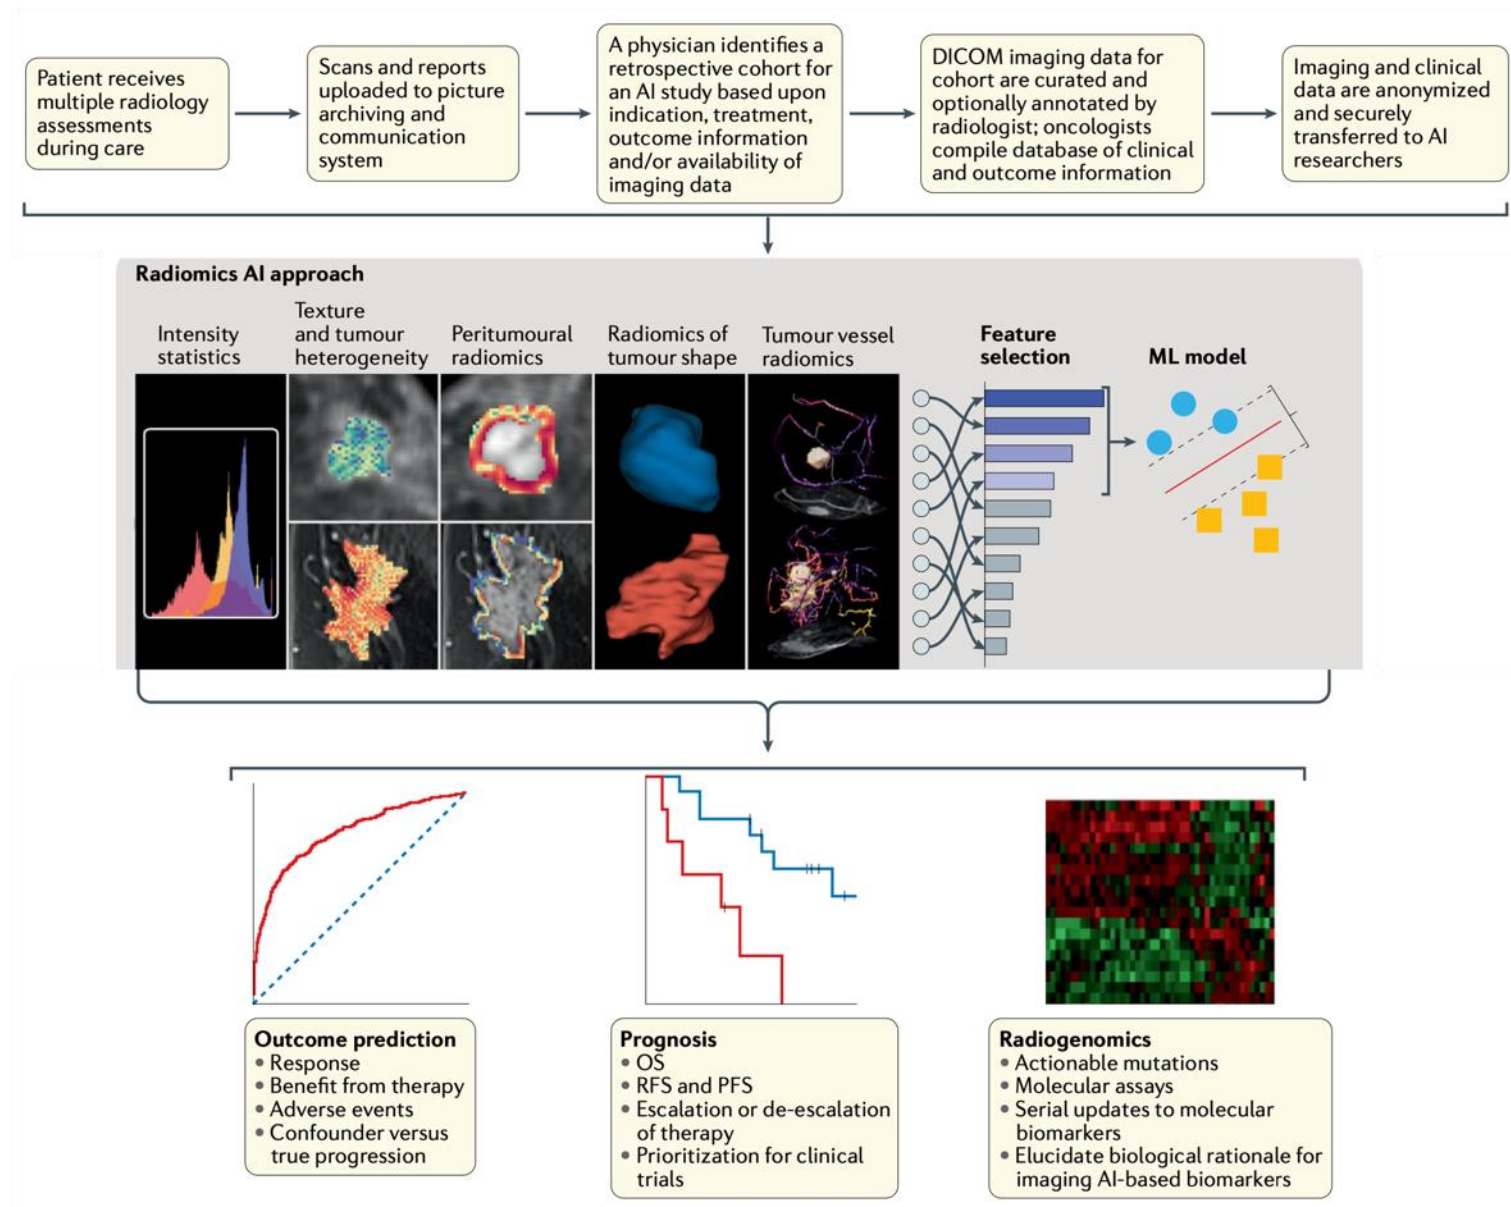 Patient receives
multiple radiology
assessments
during care
Scans and reports
uploaded to picture
archiving and
communication
system
A physician identifies a
retrospective cohort for
an AI study based upon
indication, treatment,
outcome information
and/or availability of
imaging data
DICOM imaging data for
cohort are curated and
optionally annotated by
radiologist; oncologists
compile database of clinical
and outcome information
Imaging and clinical
data are anonymized
and securely
transferred to AI
researchers
Radiomics AI approach
Intensity
statistics
Texture
and tumour
heterogeneity
Peritumoural
radiomics
Radiomics of
tumour shape
Tumour vessel
radiomics
Feature
selection
ML model
Outcome prediction
• Response
• Benefit from therapy
• Adverse events
• Confounder versus
true progression
Prognosis
• OS
• RFS and PFS
• Escalation or de-escalation
of therapy
• Prioritization for clinical
trials
Radiogenomics
• Actionable mutations
• Molecular assays
• Serial updates to molecular
biomarkers
• Elucidate biological rationale for
imaging AI-based biomarkers